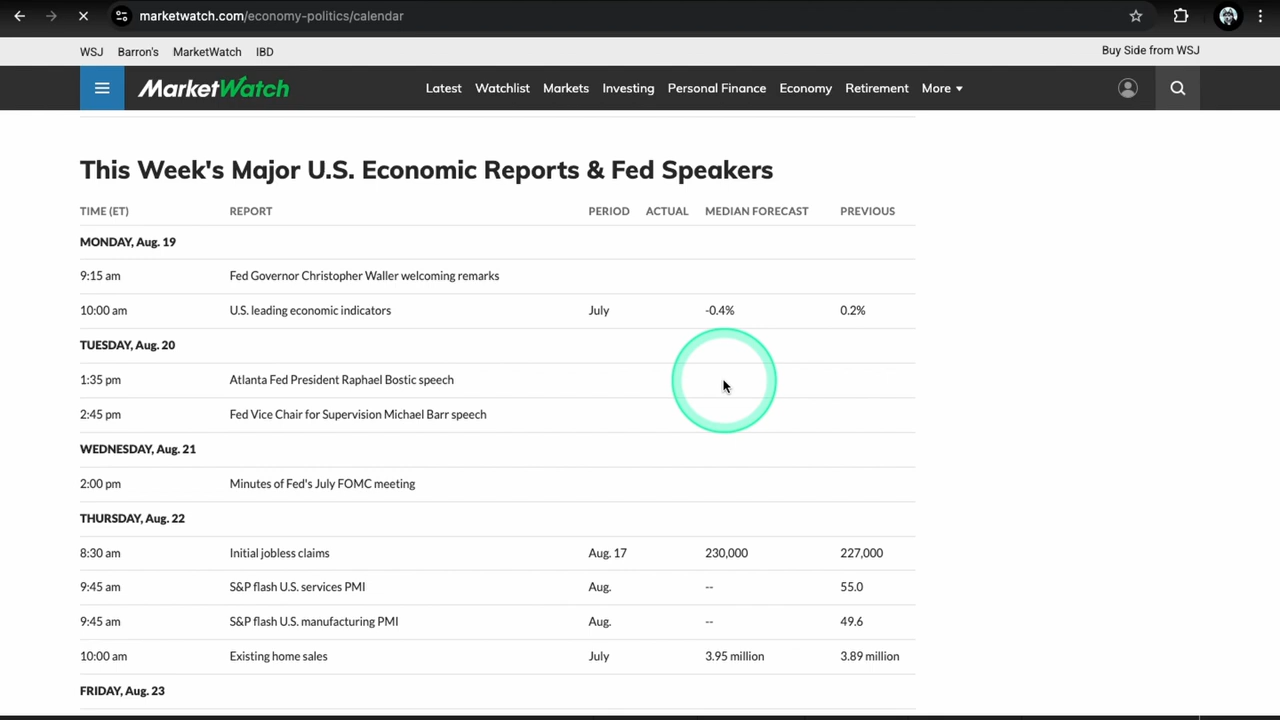 marketwatch.com/economy-politics/calendar
WSJ Barron's MarketWatch IBD Buy Side from WSJ
MarketWatch Latest Watchlist Markets Investing Personal Finance Economy Retirement More
This Week's Major U.S. Economic Reports & Fed Speakers
TIME (ET) REPORT PERIOD ACTUAL MEDIAN FORECAST PREVIOUS
MONDAY, Aug. 19
9:15 am Fed Governor Christopher Waller welcoming remarks
10:00 am U.S. leading economic indicators July -0.4% 0.2%
TUESDAY, Aug. 20
1:35 pm Atlanta Fed President Raphael Bostic speech
2:45 pm Fed Vice Chair for Supervision Michael Barr speech
WEDNESDAY, Aug. 21
2:00 pm Minutes of Fed's July FOMC meeting
THURSDAY, Aug. 22
8:30 am Initial jobless claims Aug. 17 230,000 227,000
9:45 am S&P flash U.S. services PMI Aug. -- 55.0
9:45 am S&P flash U.S. manufacturing PMI Aug. -- 49.6
10:00 am Existing home sales July 3.95 million 3.89 million
FRIDAY, Aug. 23